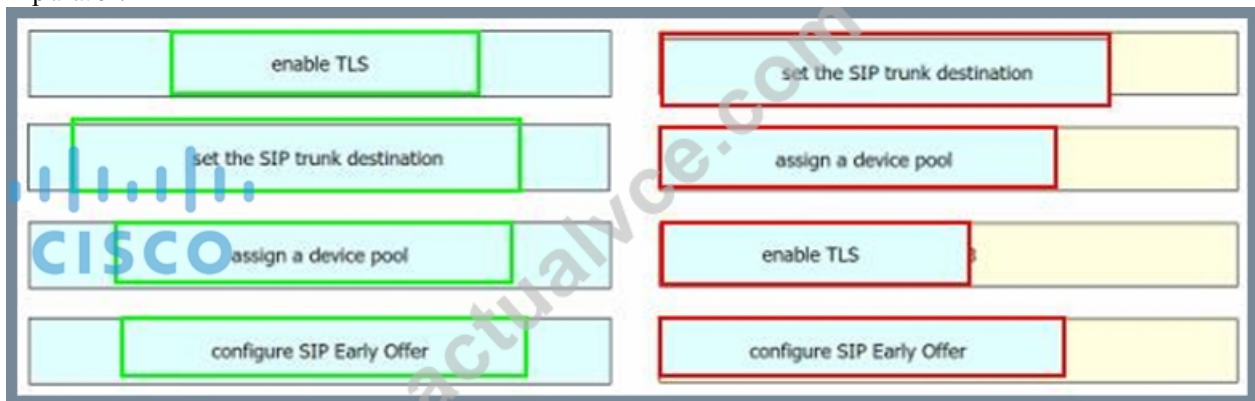 enable TLS
set the SIP trunk destination
set the SIP trunk destination
assign a device pool
CISCO
assign a device pool
enable TLS
configure SIP Early Offer
configure SIP Early Offer
actualvce.com